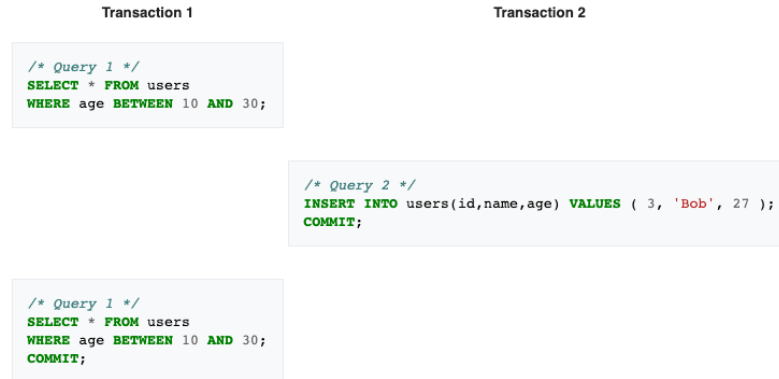 Transaction 1
Transaction 2
/* Query 1 */
SELECT * FROM users
WHERE age BETWEEN 10 AND 30;
/* Query 2 */
INSERT INTO users(id,name,age) VALUES ( 3, 'Bob', 27 );
COMMIT;
/* Query 1 */
SELECT * FROM users
WHERE age BETWEEN 10 AND 30;
COMMIT;